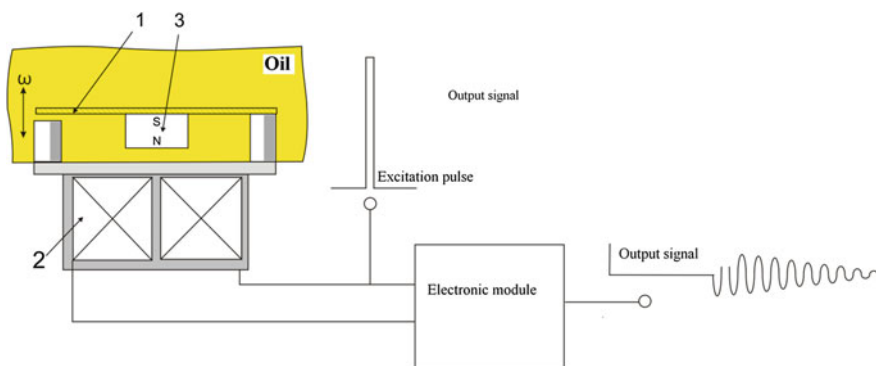 1
3
Oil
ω
S
N
2
Output signal
Excitation pulse
Electronic module
Output signal